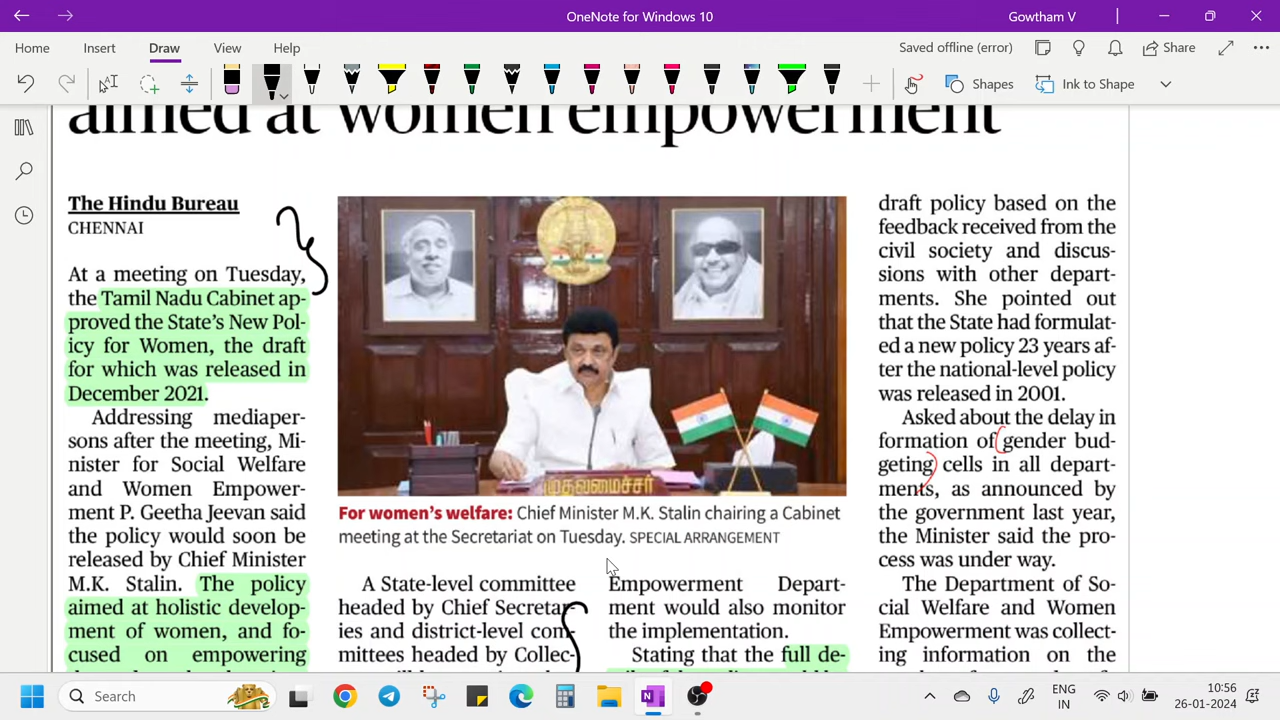 OneNote for Windows 10
Gowtham V
Home
Insert
Draw
View
Help
Saved offline (error)
Share
Shapes
Ink to Shape
aimed at women empowerment
The Hindu Bureau
CHENNAI
At a meeting on Tuesday,
the Tamil Nadu Cabinet ap-
proved the State's New Pol-
icy for Women, the draft
for which was released in
December 2021.
Addressing mediaper-
sons after the meeting, Mi-
nister for Social Welfare
and Women Empower-
ment P. Geetha Jeevan said
the policy would soon be
released by Chief Minister
M.K. Stalin. The policy
aimed at holistic develop-
ment of women, and fo-
cused on empowering
முதலமைச்சர்
For women's welfare: Chief Minister M.K. Stalin chairing a Cabinet
meeting at the Secretariat on Tuesday. SPECIAL ARRANGEMENT
A State-level committee
headed by Chief Secretar-
ies and district-level com-
mittees headed by Collec-
Empowerment Depart-
ment would also monitor
the implementation.
Stating that the full de-
draft policy based on the
feedback received from the
civil society and discus-
sions with other depart-
ments. She pointed out
that the State had formulat-
ed a new policy 23 years af-
ter the national-level policy
was released in 2001.
Asked about the delay in
formation of gender bud-
geting cells in all depart-
ments, as announced by
the government last year,
the Minister said the pro-
cess was under way.
The Department of So-
cial Welfare and Women
Empowerment was collect-
ing information on the
Search
ENG
IN
10:56
26-01-2024